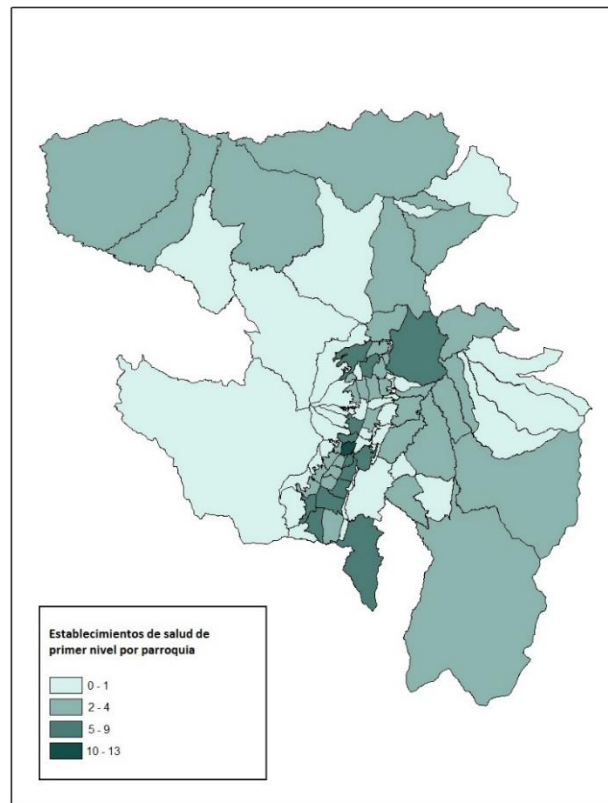 Establecimientos de salud de
primer nivel por parroquia
0 - 1
2 - 4
5 - 9
10 - 13